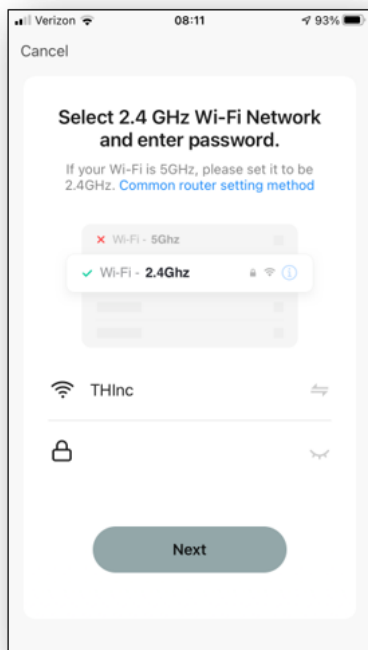 Verizon 08:11 93%
Cancel
Select 2.4 GHz Wi-Fi Network
and enter password.
If your Wi-Fi is 5GHz, please set it to be
2.4GHz. Common router setting method
Wi-Fi - 5Ghz
Wi-Fi - 2.4Ghz
THInc
Next